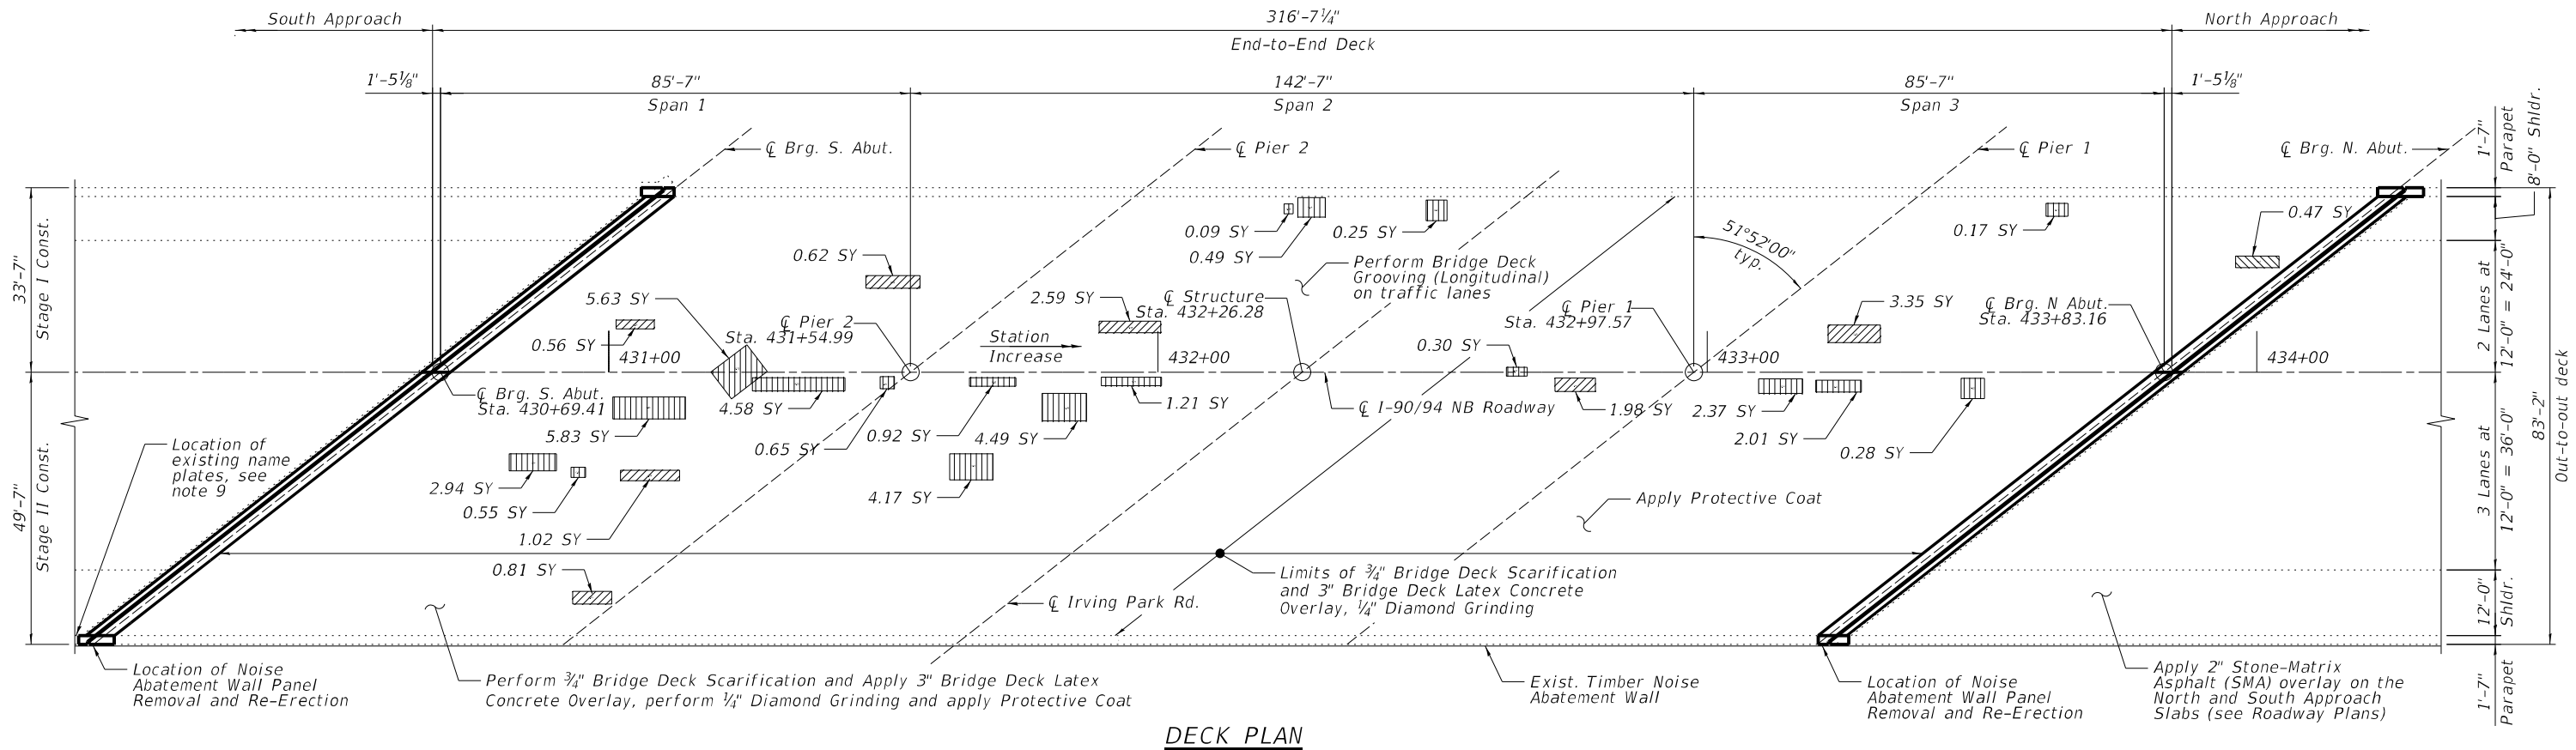 South Approach
316'-7¼"
End-to-End Deck
North Approach
1'-5⅛"
85'-7"
Span 1
142'-7"
Span 2
85'-7"
Span 3
1'-5⅛"
℄ Brg. S. Abut.
℄ Pier 2
℄ Pier 1
℄ Brg. N. Abut.
1'-7"
Parapet
8'-0" Shldr.
2 Lanes at
12'-0" = 24'-0"
3 Lanes at
12'-0" = 36'-0"
12'-0"
Shldr.
1'-7"
Parapet
83'-2"
Out-to-out deck
33'-7"
Stage I Const.
49'-7"
Stage II Const.
0.62 SY
0.09 SY
0.49 SY
0.25 SY
0.17 SY
0.47 SY
51°52'00"
typ.
Perform Bridge Deck
Grooving (Longitudinal)
on traffic lanes
5.63 SY
2.59 SY
3.35 SY
℄ Structure
Sta. 432+26.28
℄ Pier 1
Sta. 432+97.57
℄ Brg. N Abut.
Sta. 433+83.16
℄ Pier 2
Sta. 431+54.99
0.56 SY
431+00
Station
Increase
432+00
0.30 SY
433+00
434+00
℄ Brg. S. Abut.
Sta. 430+69.41
4.58 SY
1.21 SY
℄ I-90/94 NB Roadway
1.98 SY
2.37 SY
5.83 SY
0.65 SY
0.92 SY
4.49 SY
2.01 SY
0.28 SY
Location of
existing name
plates, see
note 9
2.94 SY
0.55 SY
4.17 SY
Apply Protective Coat
1.02 SY
0.81 SY
℄ Irving Park Rd.
Limits of ¾" Bridge Deck Scarification
and 3" Bridge Deck Latex Concrete
Overlay, ¼" Diamond Grinding
Location of Noise
Abatement Wall Panel
Removal and Re-Erection
Perform ¾" Bridge Deck Scarification and Apply 3" Bridge Deck Latex
Concrete Overlay, perform ¼" Diamond Grinding and apply Protective Coat
Exist. Timber Noise
Abatement Wall
Location of Noise
Abatement Wall Panel
Removal and Re-Erection
Apply 2" Stone-Matrix
Asphalt (SMA) overlay on the
North and South Approach
Slabs (see Roadway Plans)
DECK PLAN